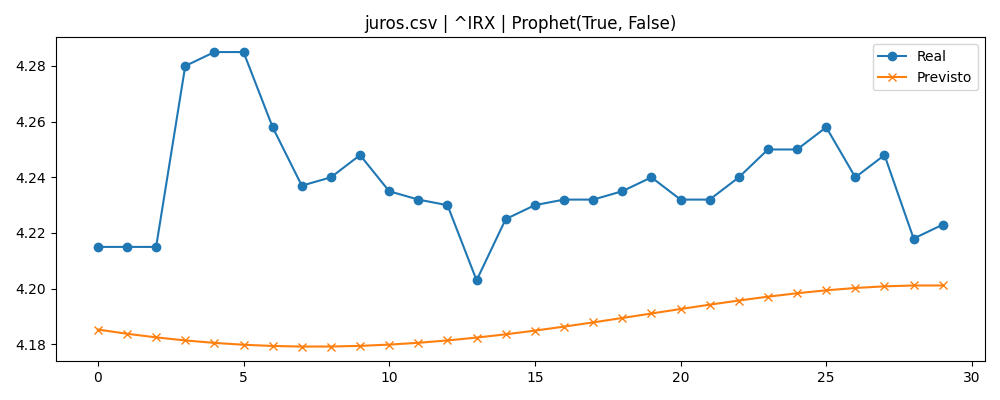 juros.csv | ^IRX | Prophet(True, False)
Real
Previsto
4.28
4.26
4.24
4.22
4.20
4.18
0 5 10 15 20 25 30